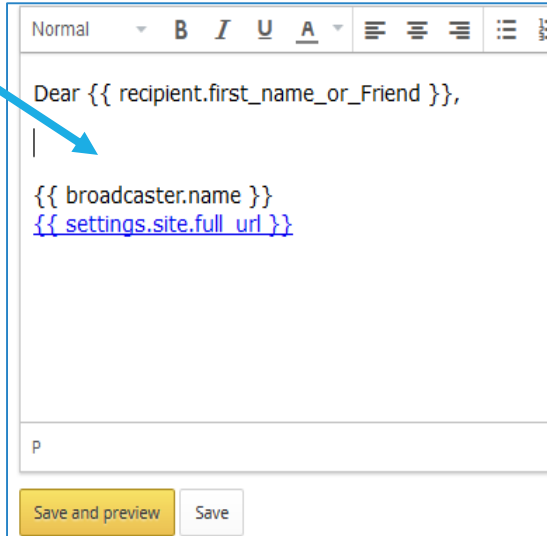 Normal B I U A
Dear {{ recipient.first_name_or_Friend }},
{{ broadcaster.name }}
{{ settings.site.full_url }}
P
Save and preview Save